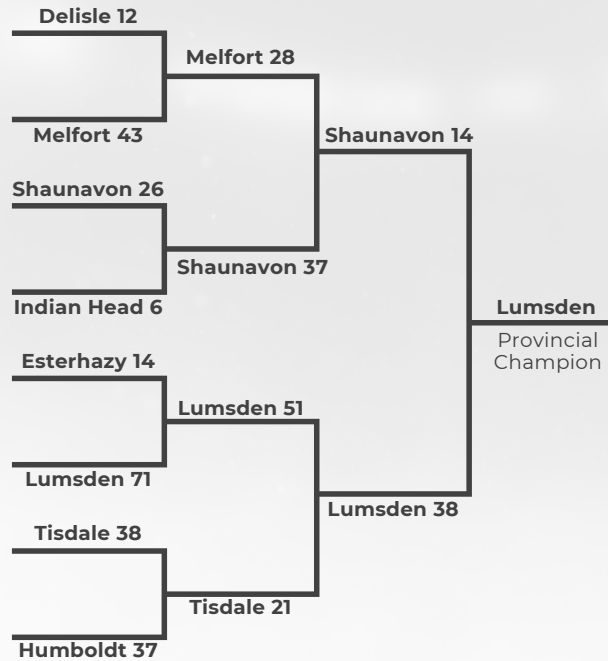 Delisle 12
Melfort 43
Shaunavon 26
Indian Head 6
Esterhazy 14
Lumsden 71
Tisdale 38
Humboldt 37
Melfort 28
Shaunavon 37
Lumsden 51
Tisdale 21
Shaunavon 14
Lumsden 38
Lumsden
Provincial
Champion